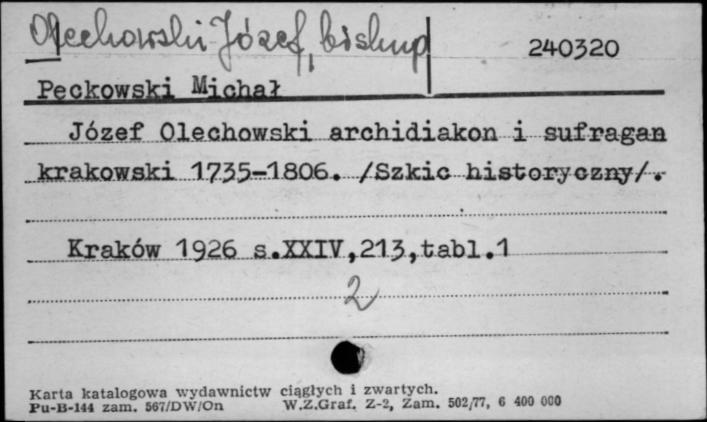 Olechowski Józef, biskup
240320
Pęckowski Michał
Józef Olechowski archidiakon i sufragan
krakowski 1735-1806. /Szkic historyczny/.
Kraków 1926 s.XXIV,213,tabl.1
2
Karta katalogowa wydawnictw ciągłych i zwartych.
Pu-B-144 zam. 567/DW/On W.Z.Graf. Z-2, Zam. 502/77, 6 400 000